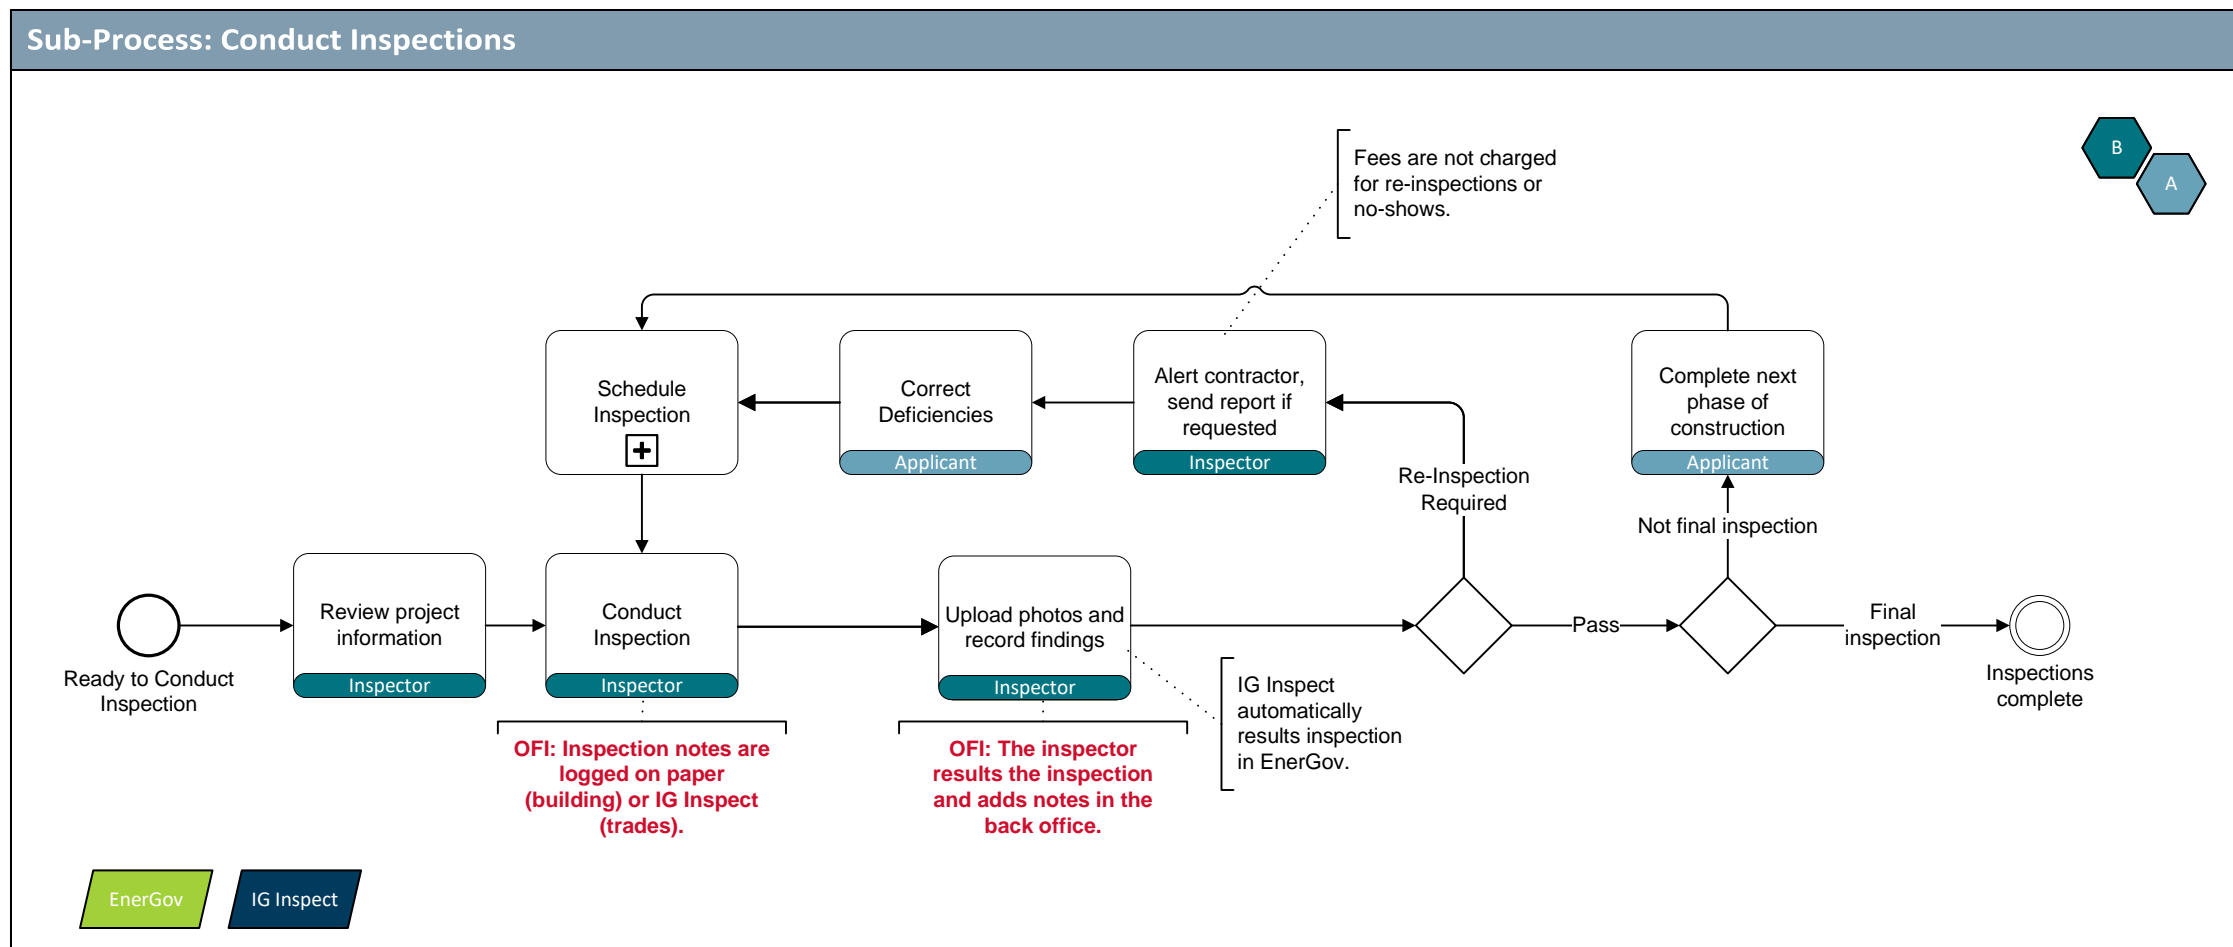 Sub-Process: Conduct Inspections
B
A
Fees are not charged
for re-inspections or
no-shows.
Schedule
Inspection
Correct
Deficiencies
Applicant
Alert contractor,
send report if
requested
Inspector
Complete next
phase of
construction
Applicant
Re-Inspection
Required
Not final inspection
Ready to Conduct
Inspection
Review project
information
Inspector
Conduct
Inspection
Inspector
Upload photos and
record findings
Inspector
Pass
Final
inspection
Inspections
complete
OFI: Inspection notes are
logged on paper
(building) or IG Inspect
(trades).
OFI: The inspector
results the inspection
and adds notes in the
back office.
IG Inspect
automatically
results inspection
in EnerGov.
EnerGov
IG Inspect